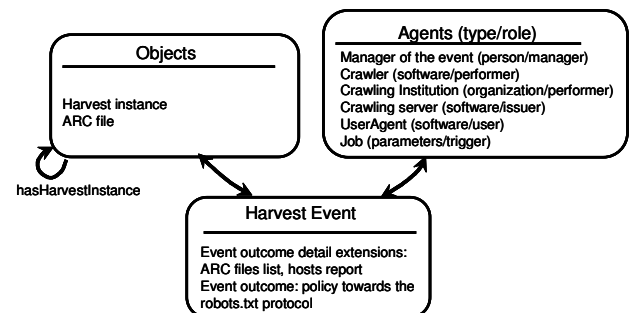 Objects
Harvest instance
ARC file
hasHarvestInstance
Agents (type/role)
Manager of the event (person/manager)
Crawler (software/performer)
Crawling Institution (organization/performer)
Crawling server (software/issuer)
UserAgent (software/user)
Job (parameters/trigger)
Harvest Event
Event outcome detail extensions:
ARC files list, hosts report
Event outcome: policy towards the
robots.txt protocol